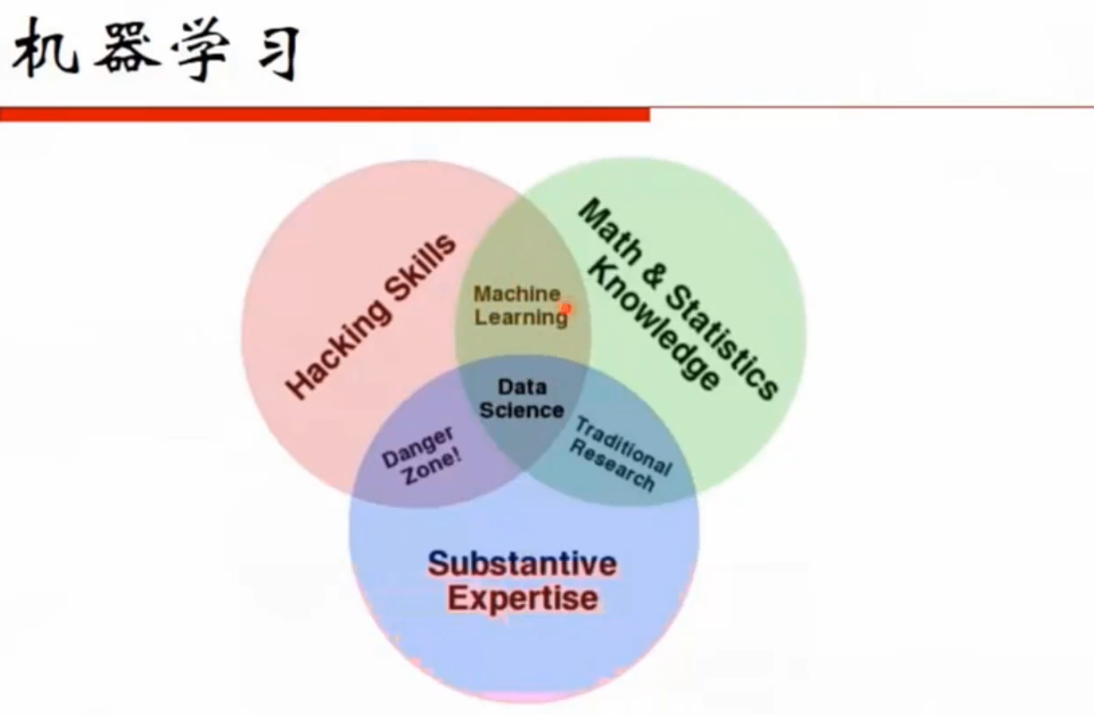 机器学习
Hacking Skills
Math & Statistics
Knowledge
Machine
Learning
Data
Science
Danger
Zone!
Traditional
Research
Substantive
Expertise